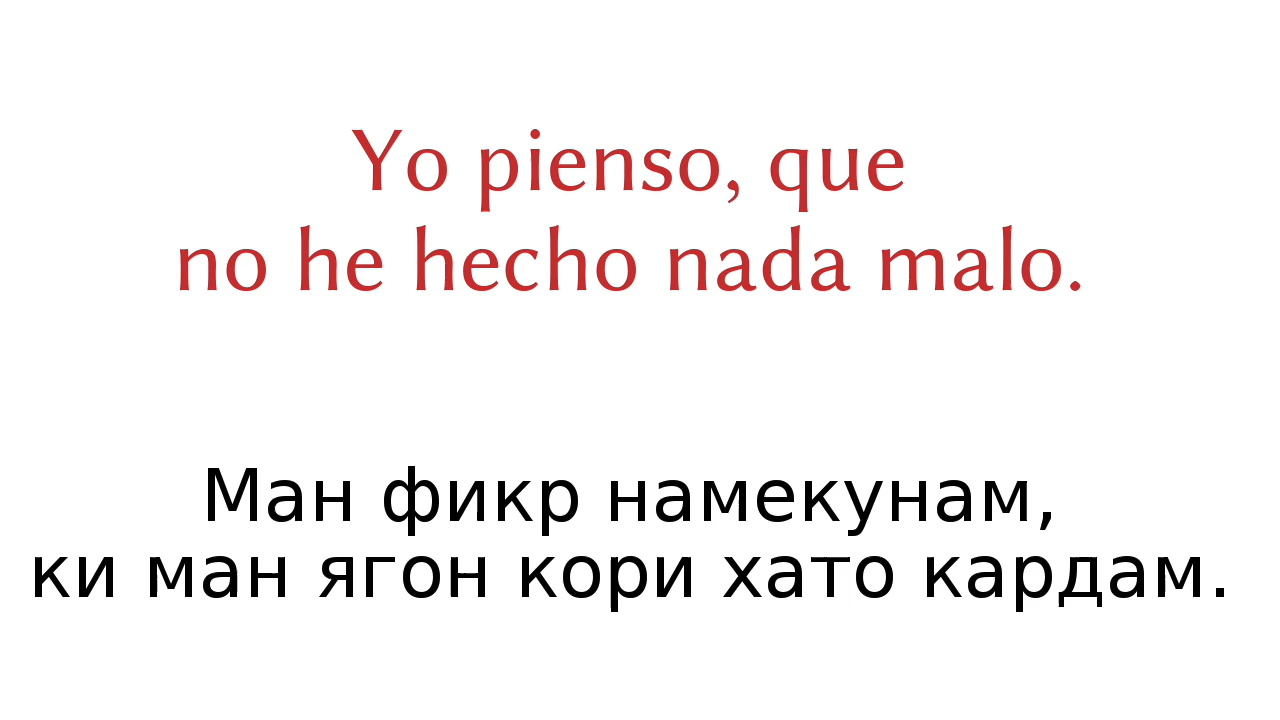 Yo pienso, que
no he hecho nada malo.
Ман фикр намекунам,
ки ман ягон кори хато кардам.